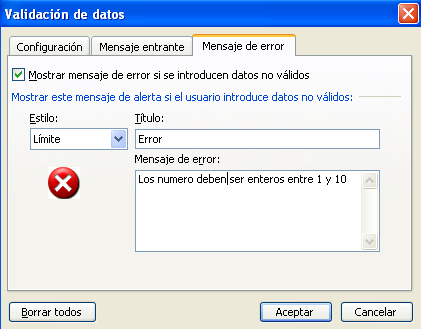 Validación de datos
Configuración Mensaje entrante Mensaje de error
Mostrar mensaje de error si se introducen datos no válidos
Mostrar este mensaje de alerta si el usuario introduce datos no válidos:
Estilo: Título:
Límite Error
Mensaje de error:
Los numero deben ser enteros entre 1 y 10
Borrar todos Aceptar Cancelar